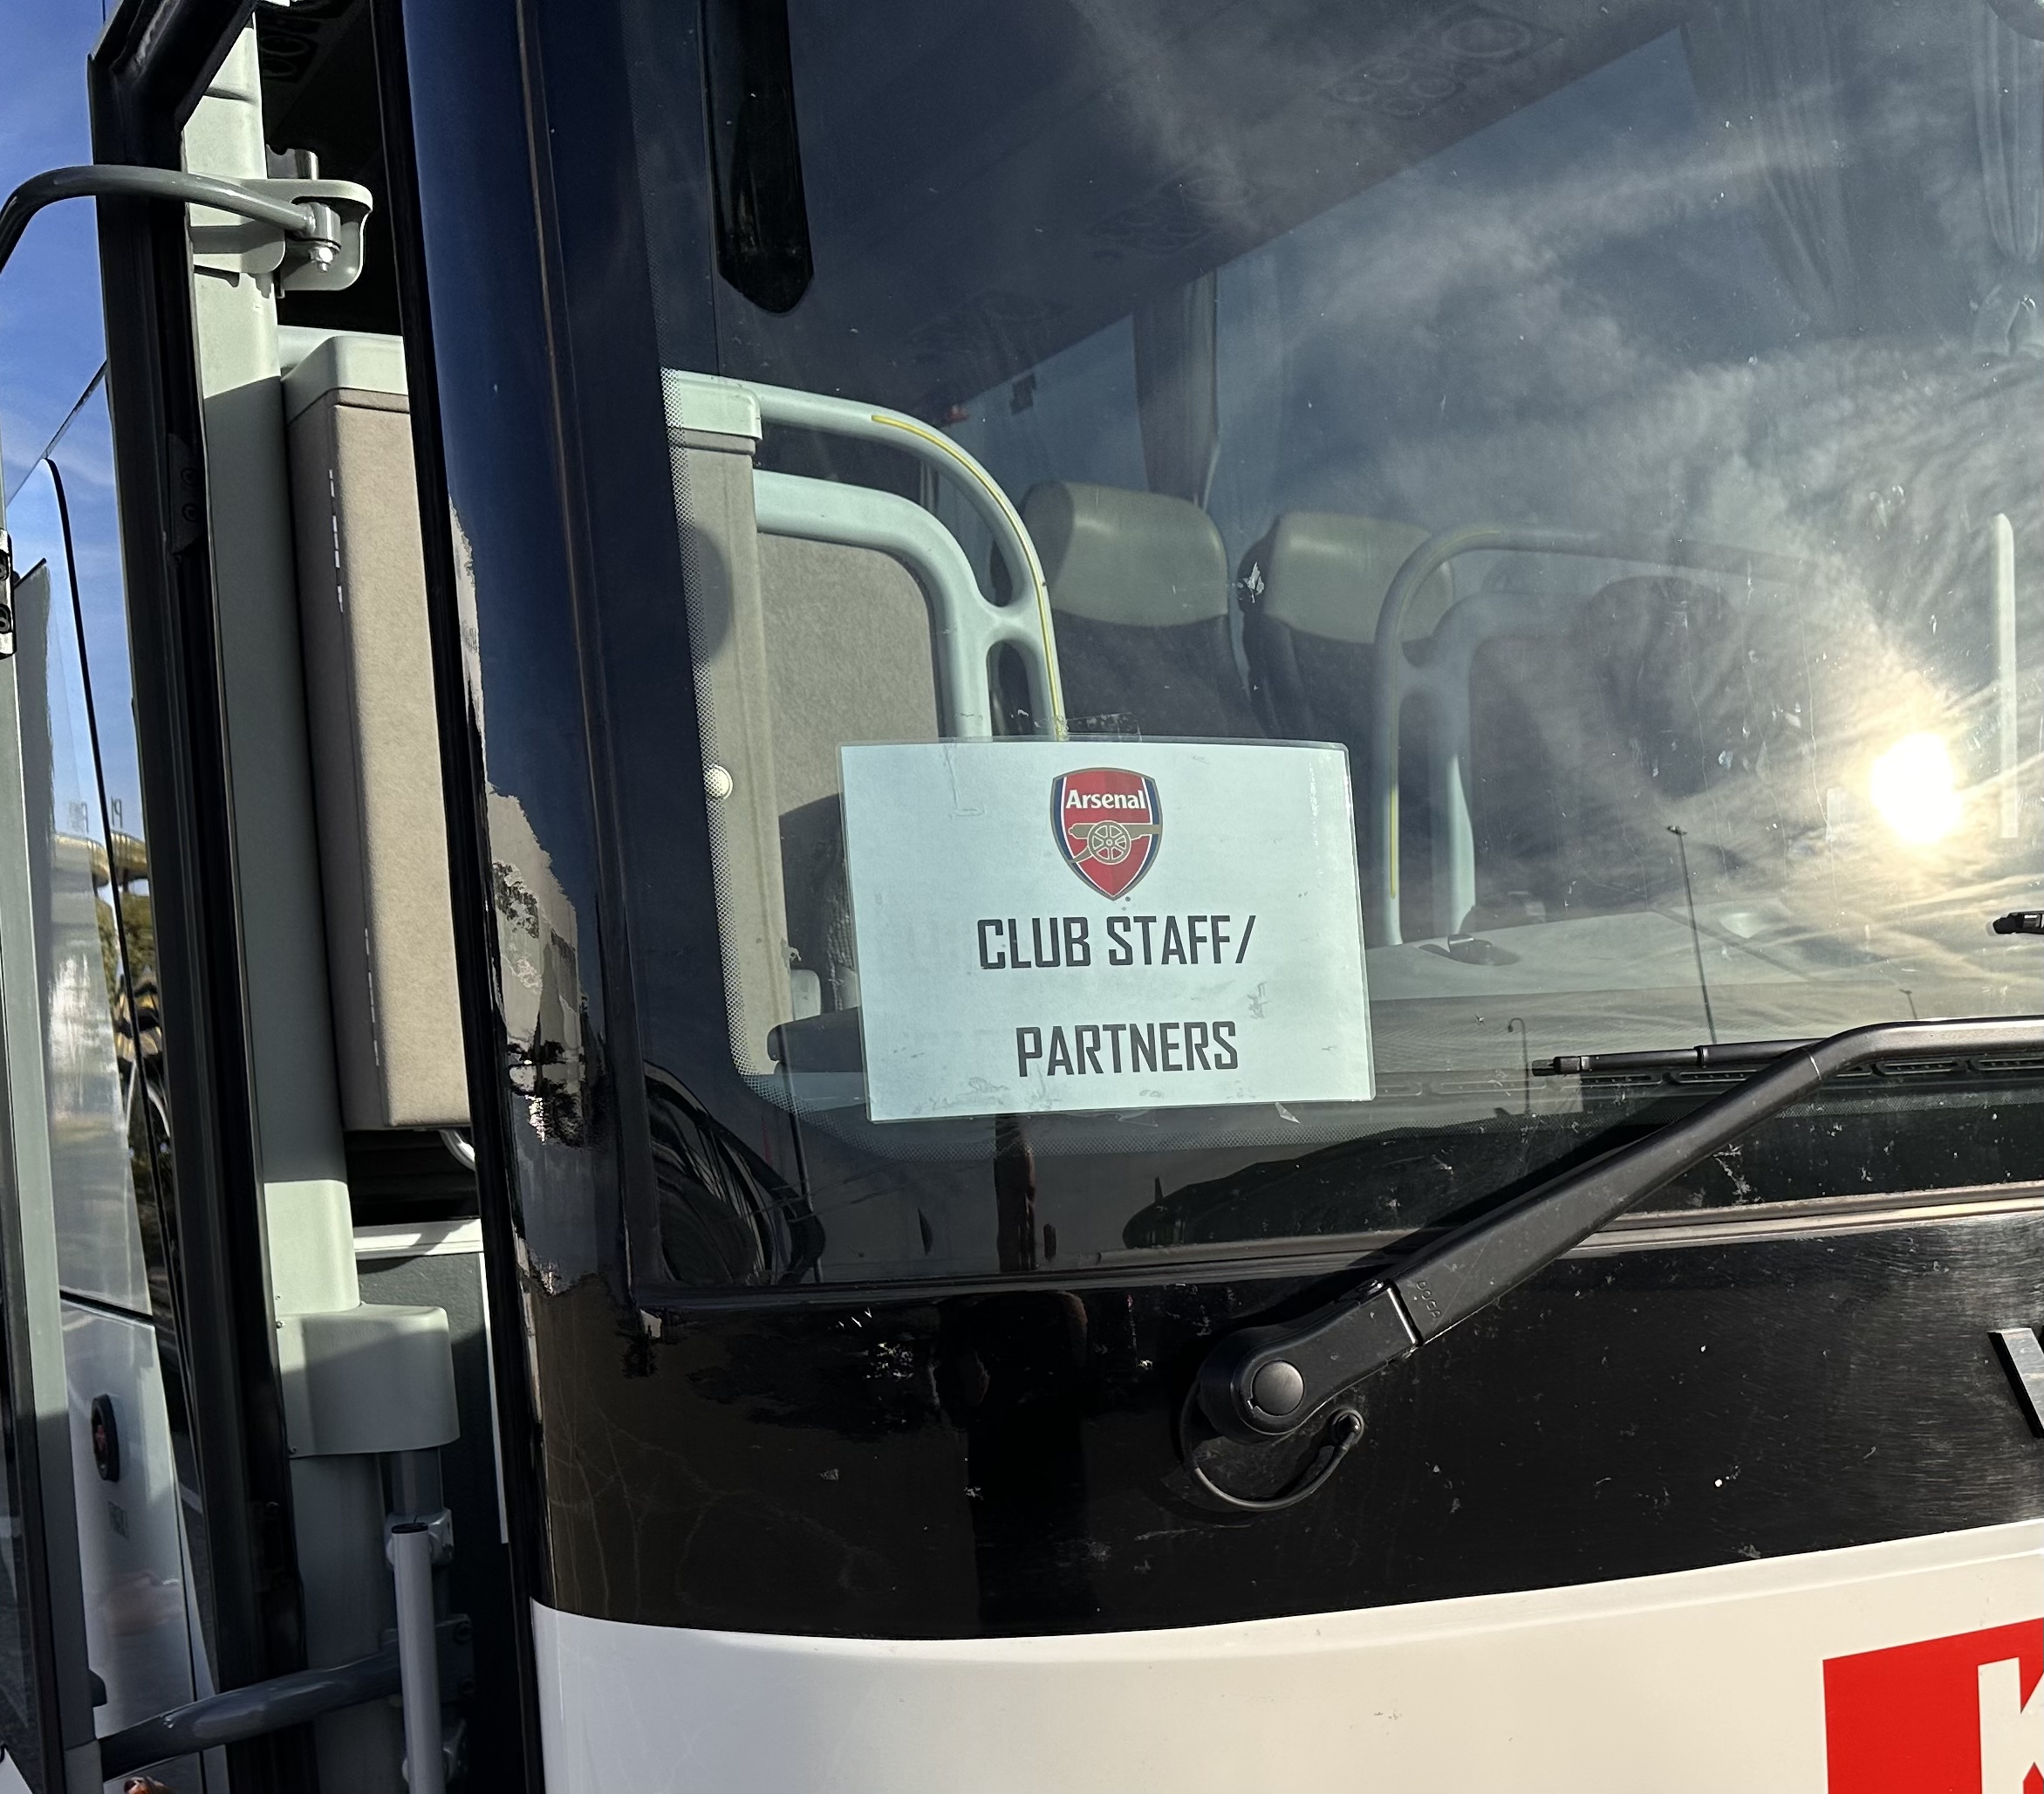 Arsenal
CLUB STAFF/
PARTNERS